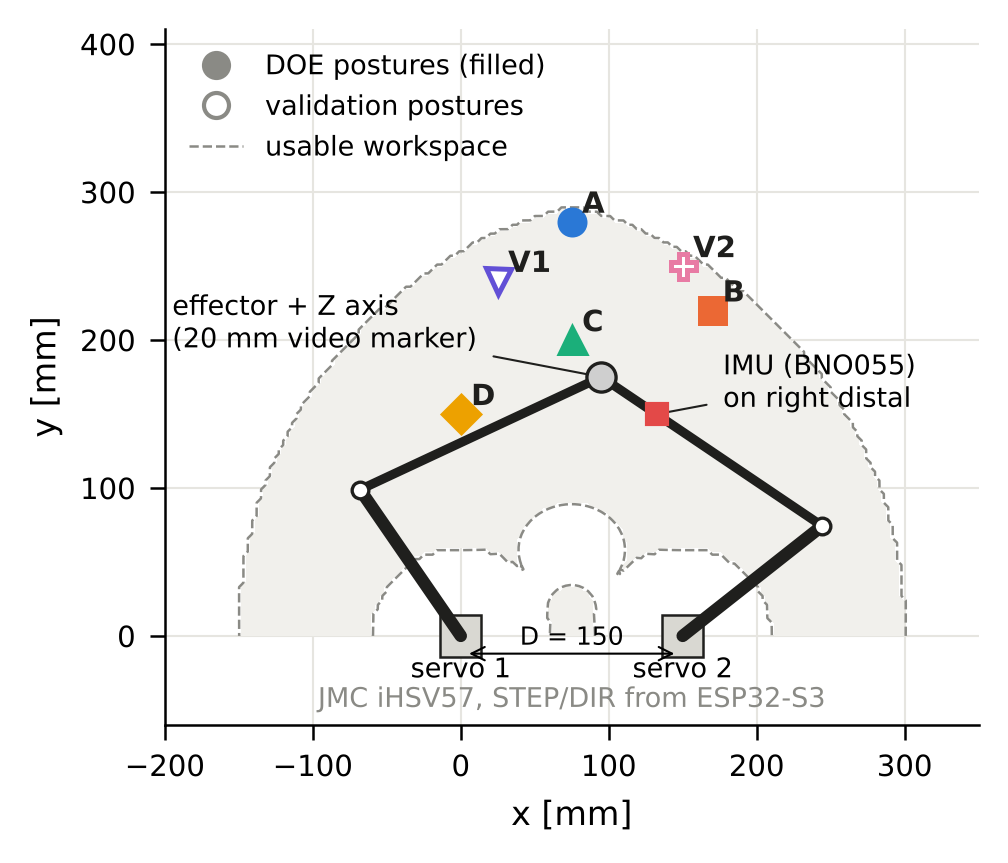 400
300
200
100
0
y [mm]
DOE postures (filled)
validation postures
usable workspace
A
V2
V1
B
effector + Z axis
(20 mm video marker)
C
IMU (BNO055)
on right distal
D
D = 150
servo 1
servo 2
JMC iHSV57, STEP/DIR from ESP32-S3
−200
−100
0
100
200
300
x [mm]